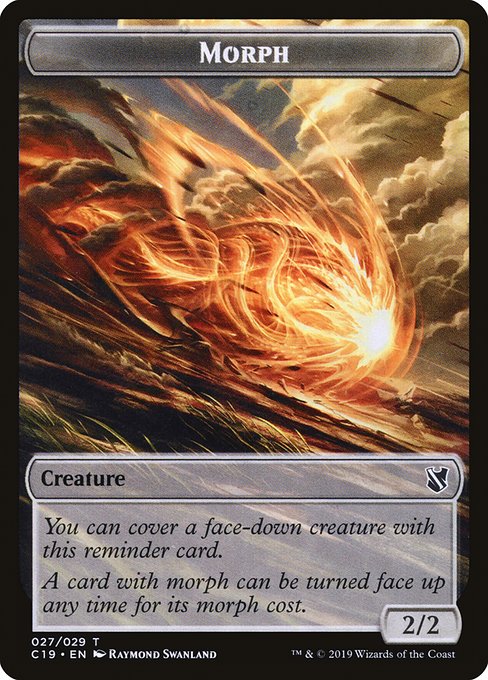 Morph
Creature
You can cover a face-down creature with
this reminder card.
A card with morph can be turned face up
any time for its morph cost.
2/2
027/029 T
C19 • EN Raymond Swanland
™ & © 2019 Wizards of the Coast